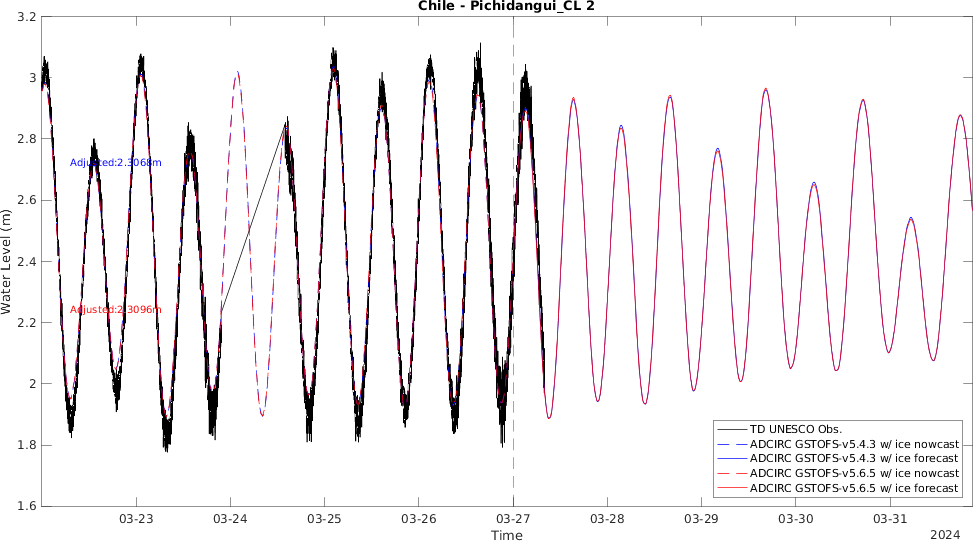 Chile - Pichidangui_CL 2
3.2
3
2.8
2.6
2.4
2.2
2
1.8
1.6
Water Level (m)
Adjusted:2.3068m
Adjusted:2.3096m
TD UNESCO Obs.
ADCIRC GSTOFS-v5.4.3 w/ ice nowcast
ADCIRC GSTOFS-v5.4.3 w/ ice forecast
ADCIRC GSTOFS-v5.6.5 w/ ice nowcast
ADCIRC GSTOFS-v5.6.5 w/ ice forecast
03-23 03-24 03-25 03-26 03-27 03-28 03-29 03-30 03-31
Time
2024